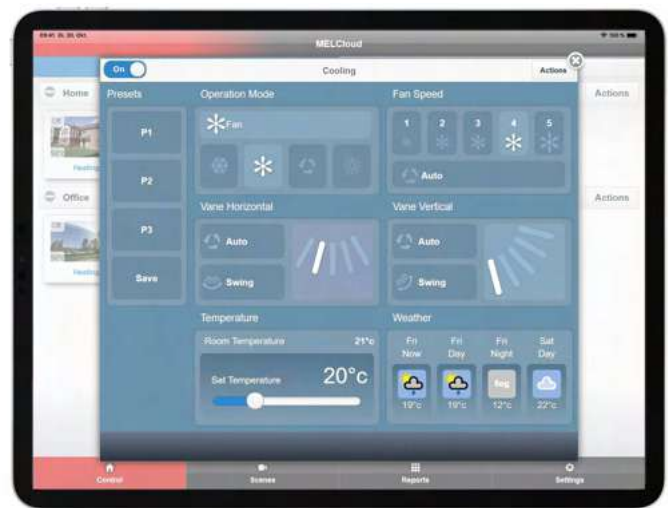 MELCloud
On
Cooling
Actions
Home
Presets
Operation Mode
Fan Speed
Actions
P1
Fan
1 2 3 4 5
Heating
P2
Auto
Office
Vane Horizontal
Vane Vertical
Actions
P3
Auto
Auto
Save
Swing
Swing
Heating
Temperature
Weather
Room Temperature
21°c
Fri Now
Fri Day
Fri Night
Sat Day
Set Temperature
20°c
19°c
19°c
12°c
22°c
Control
Scenes
Reports
Settings